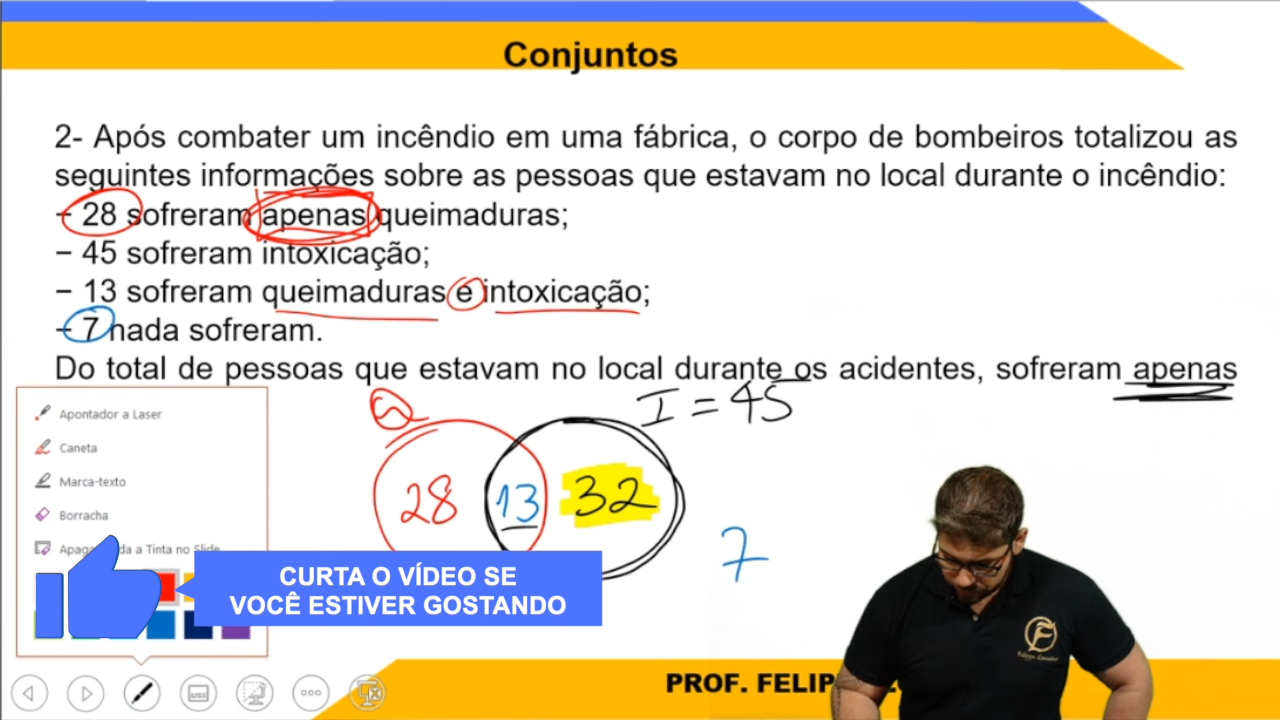 Conjuntos
2- Após combater um incêndio em uma fábrica, o corpo de bombeiros totalizou as
seguintes informações sobre as pessoas que estavam no local durante o incêndio:
− 28 sofreram apenas queimaduras;
− 45 sofreram intoxicação;
− 13 sofreram queimaduras e intoxicação;
− 7 nada sofreram.
Do total de pessoas que estavam no local durante os acidentes, sofreram apenas
Q
I = 45
28 13 32
7
Apontador a Laser
Caneta
Marca-texto
Borracha
a Tinta no Slide
CURTA O VÍDEO SE
VOCÊ ESTIVER GOSTANDO
PROF. FELIP